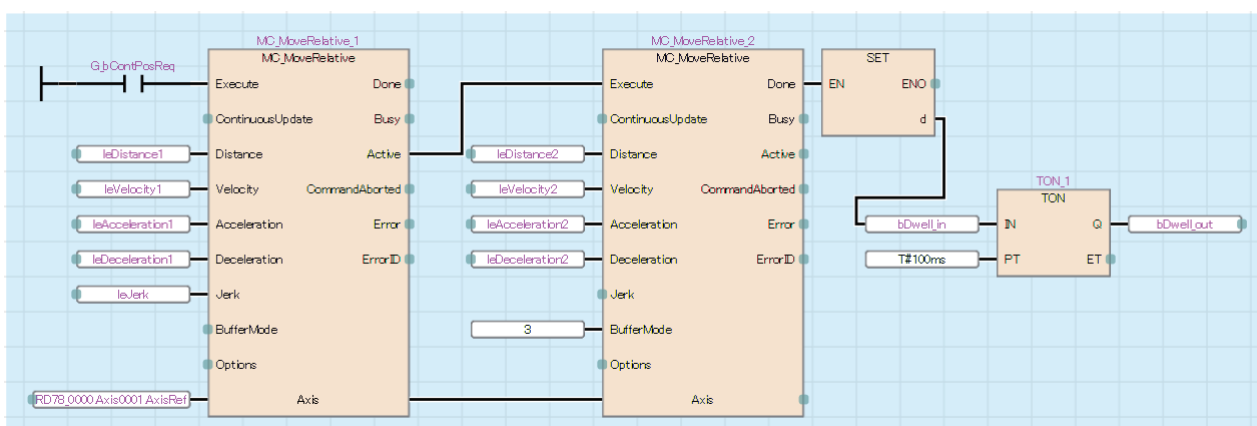 MC_MoveRelative_1
MC_MoveRelative
G_bContPosReq
Execute
Done
ContinuousUpdate
Busy
leDistance1
Distance
Active
leVelocity1
Velocity
CommandAborted
leAcceleration1
Acceleration
Error
leDeceleration1
Deceleration
ErrorID
leJerk
Jerk
BufferMode
Options
RD78_0000.Axis0001.AxisRef
Axis
MC_MoveRelative_2
MC_MoveRelative
Execute
Done
ContinuousUpdate
Busy
leDistance2
Distance
Active
leVelocity2
Velocity
CommandAborted
leAcceleration2
Acceleration
Error
leDeceleration2
Deceleration
ErrorID
Jerk
3
BufferMode
Options
Axis
SET
EN
ENO
d
TON_1
TON
bDwell_in
IN
Q
bDwell_out
T#100ms
PT
ET